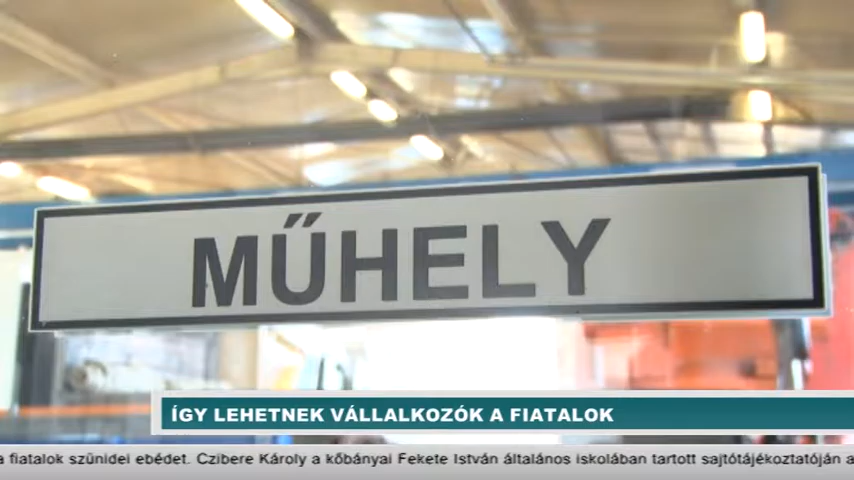 MŰHELY
ÍGY LEHETNEK VÁLLALKOZÓK A FIATALOK
a fiatalok szünidei ebédet. Czibere Károly a kőbányai Fekete István általános iskolában tartott sajtótájékoztatóján a